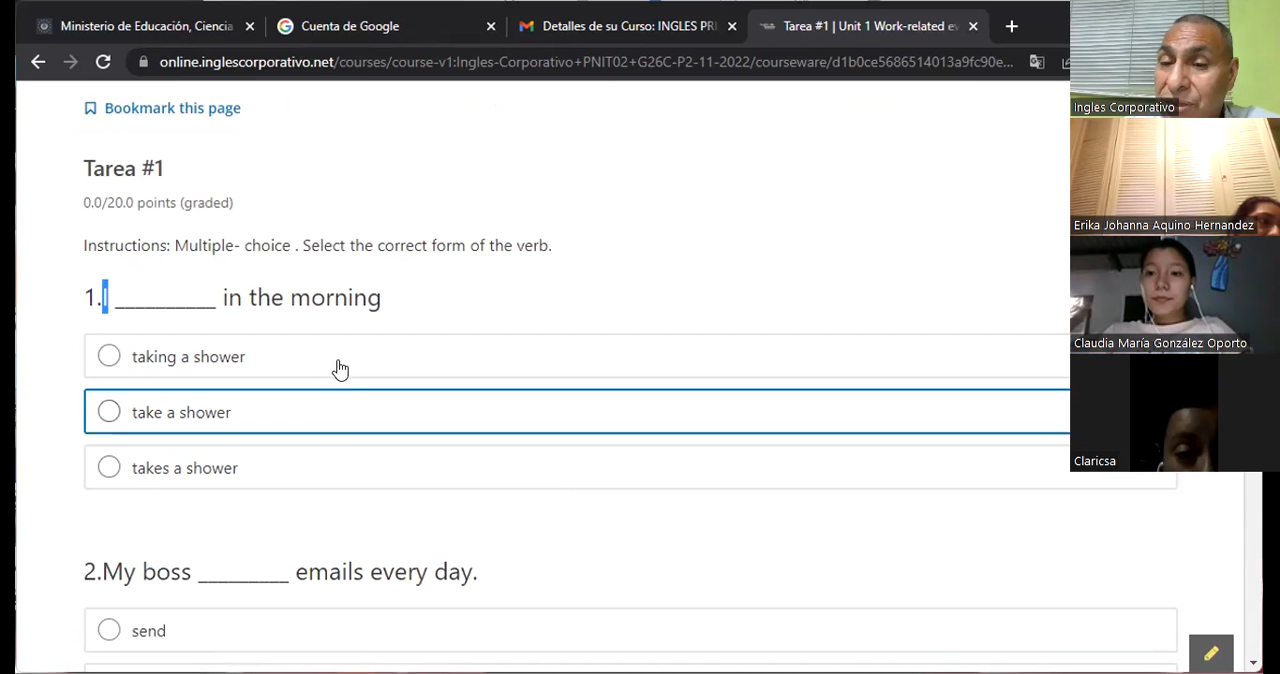 Ministerio de Educación, Ciencia
Cuenta de Google
Detalles de su Curso: INGLES PRI
Tarea #1 | Unit 1 Work-related ev
online.inglescorporativo.net/courses/course-v1:Ingles-Corporativo+PNIT02+G26C-P2-11-2022/courseware/d1b0ce5686514013a9fc90e...
Bookmark this page
Tarea #1
0.0/20.0 points (graded)
Instructions: Multiple- choice . Select the correct form of the verb.
1.I __________ in the morning
taking a shower
take a shower
takes a shower
2.My boss _________ emails every day.
send
Ingles Corporativo
Erika Johanna Aquino Hernandez
Claudia María González Oporto
Claricsa